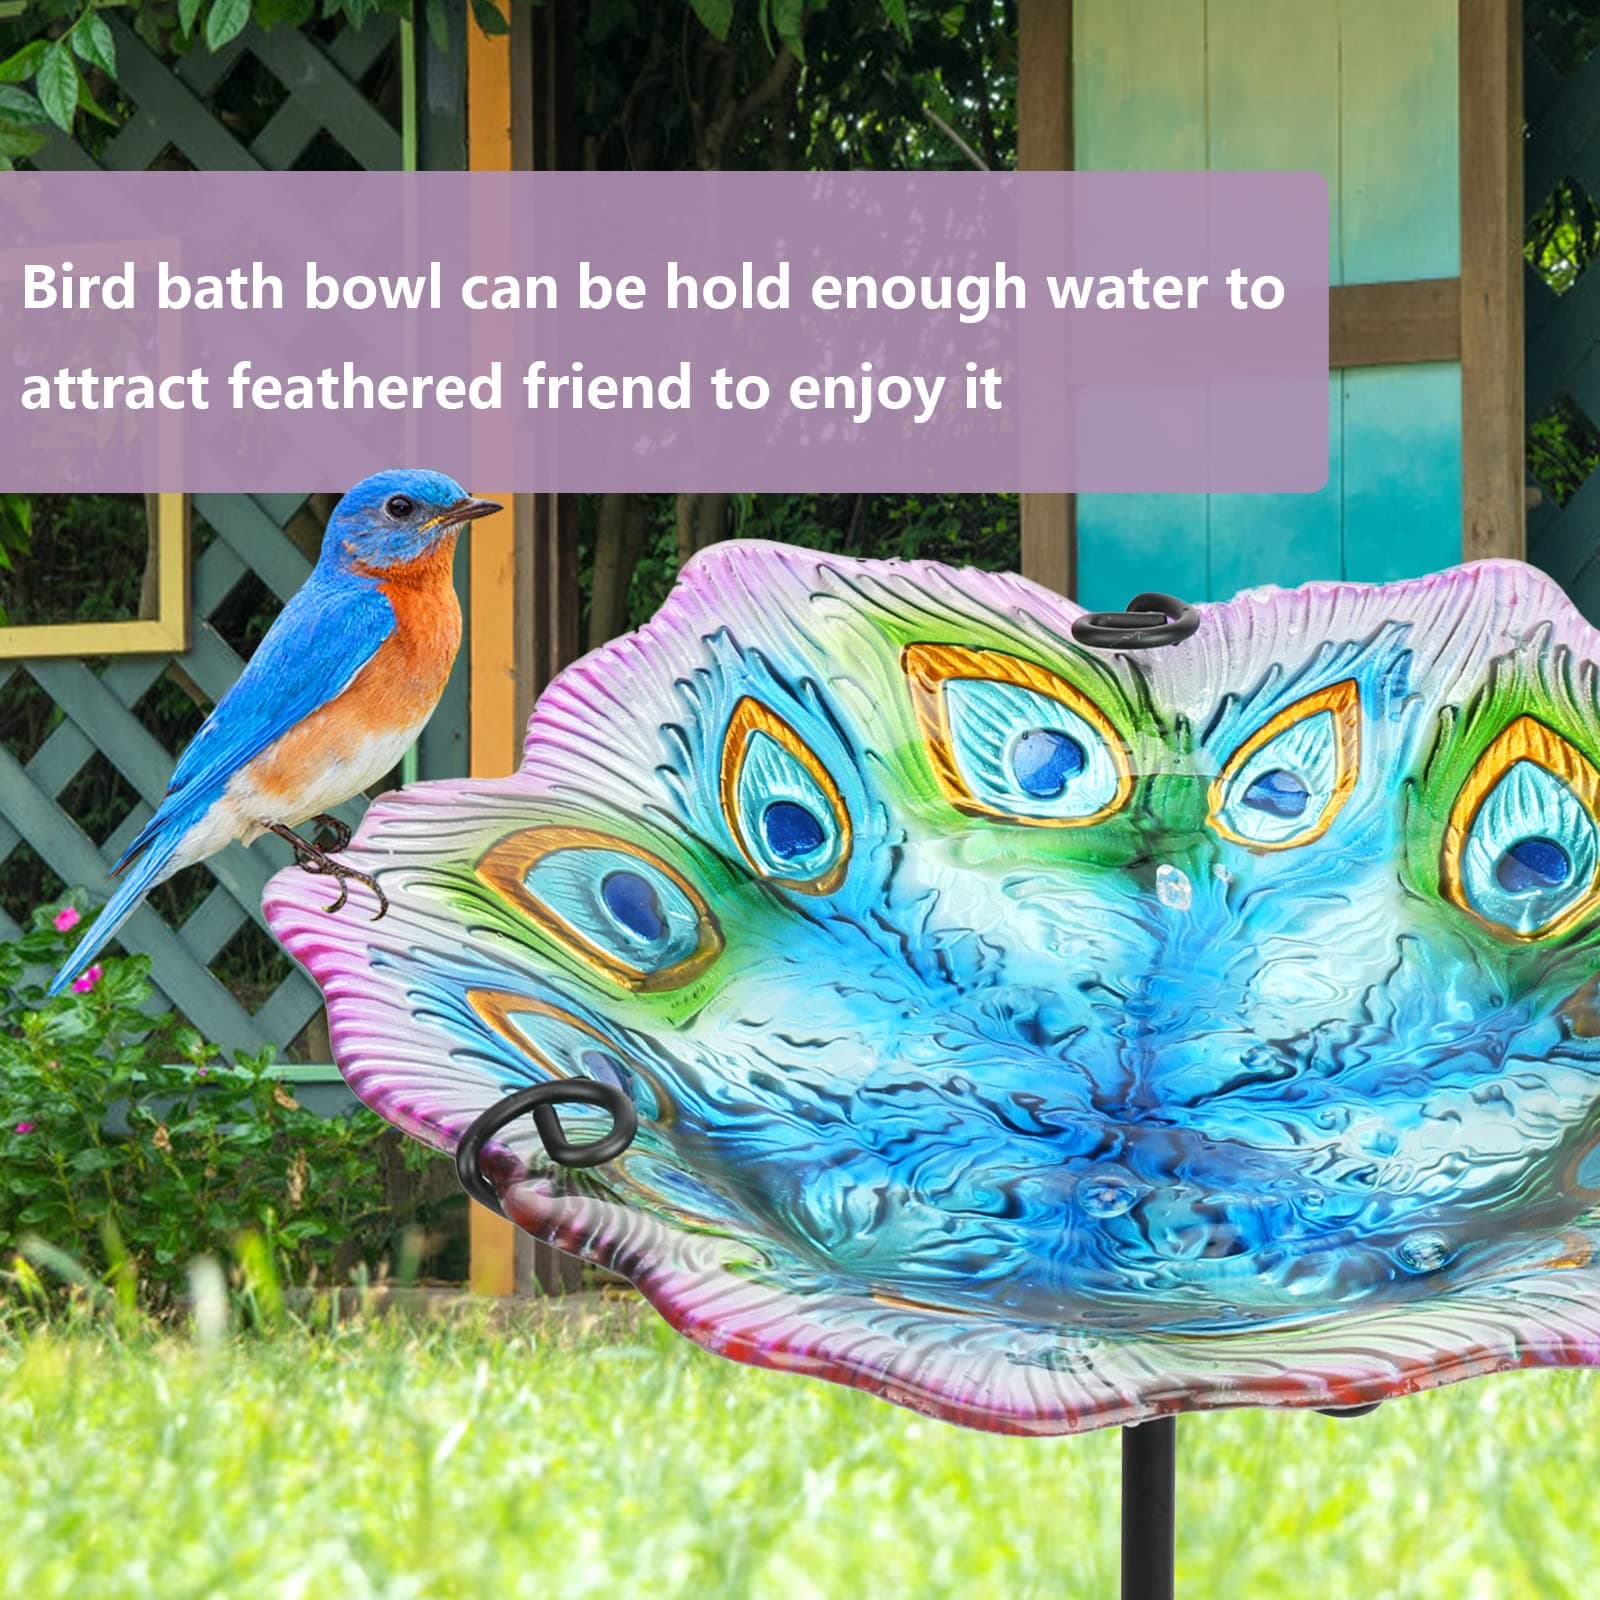 Bird bath bowl can be hold enough water to
attract feathered friend to enjoy it